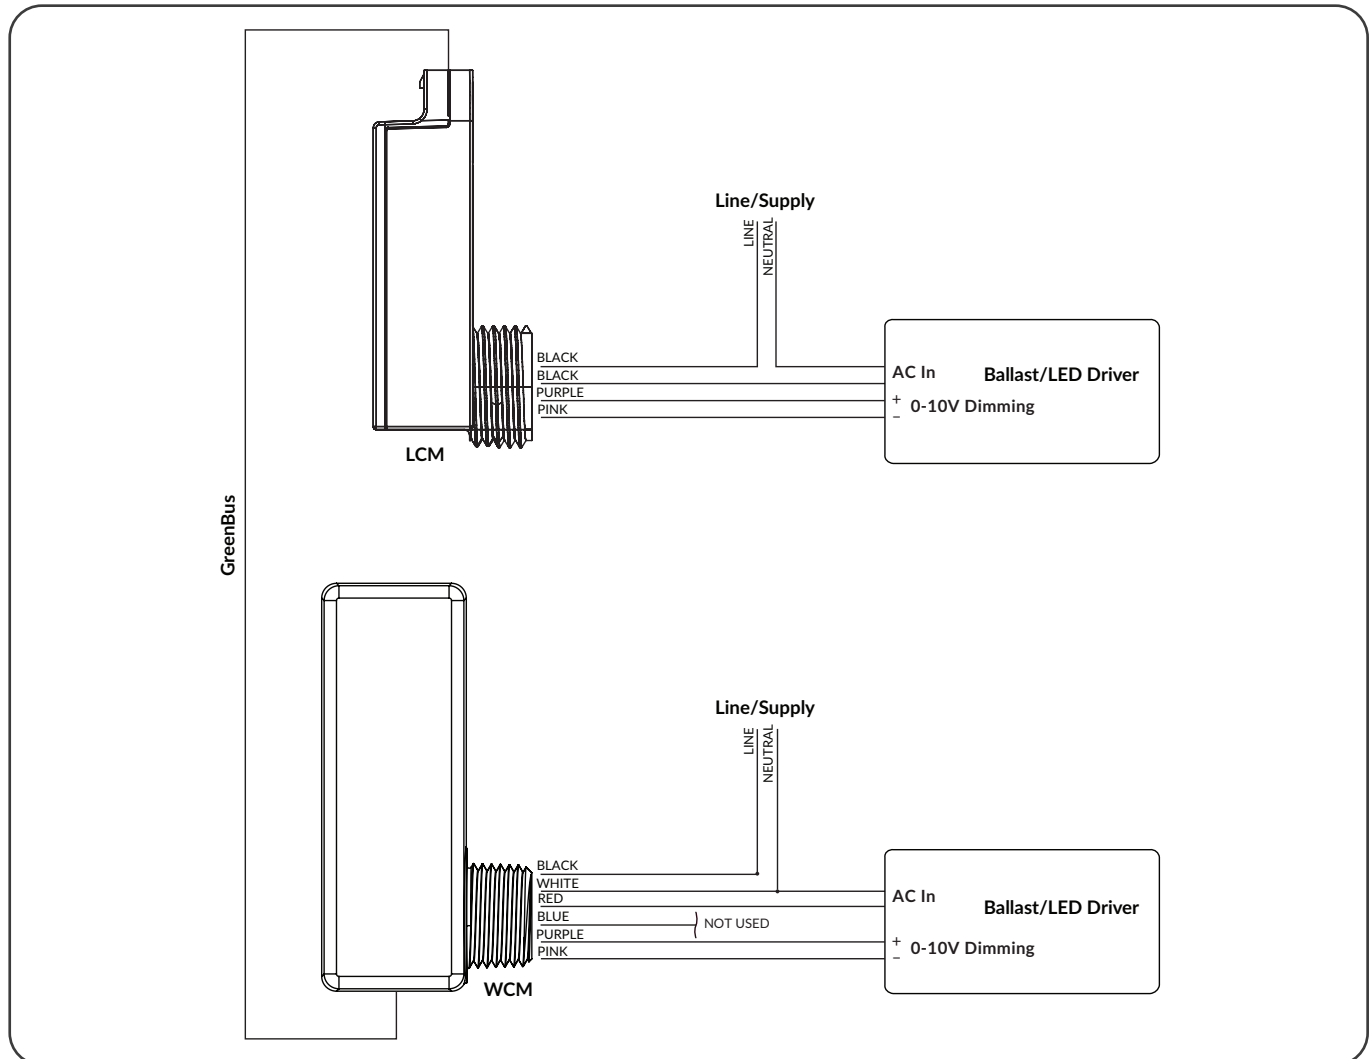 Line/Supply
LINE
NEUTRAL
BLACK
BLACK
PURPLE
PINK
AC In
Ballast/LED Driver
+
0-10V Dimming
–
LCM
GreenBus
Line/Supply
LINE
NEUTRAL
BLACK
WHITE
RED
BLUE
NOT USED
PURPLE
PINK
AC In
Ballast/LED Driver
+
0-10V Dimming
–
WCM